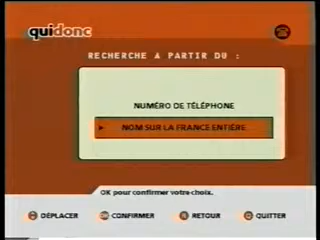 quidonc
RECHERCHE A PARTIR DU :
NUMÉRO DE TÉLÉPHONE
NOM SUR LA FRANCE ENTIÈRE
OK pour confirmer votre choix.
DÉPLACER CONFIRMER RETOUR QUITTER